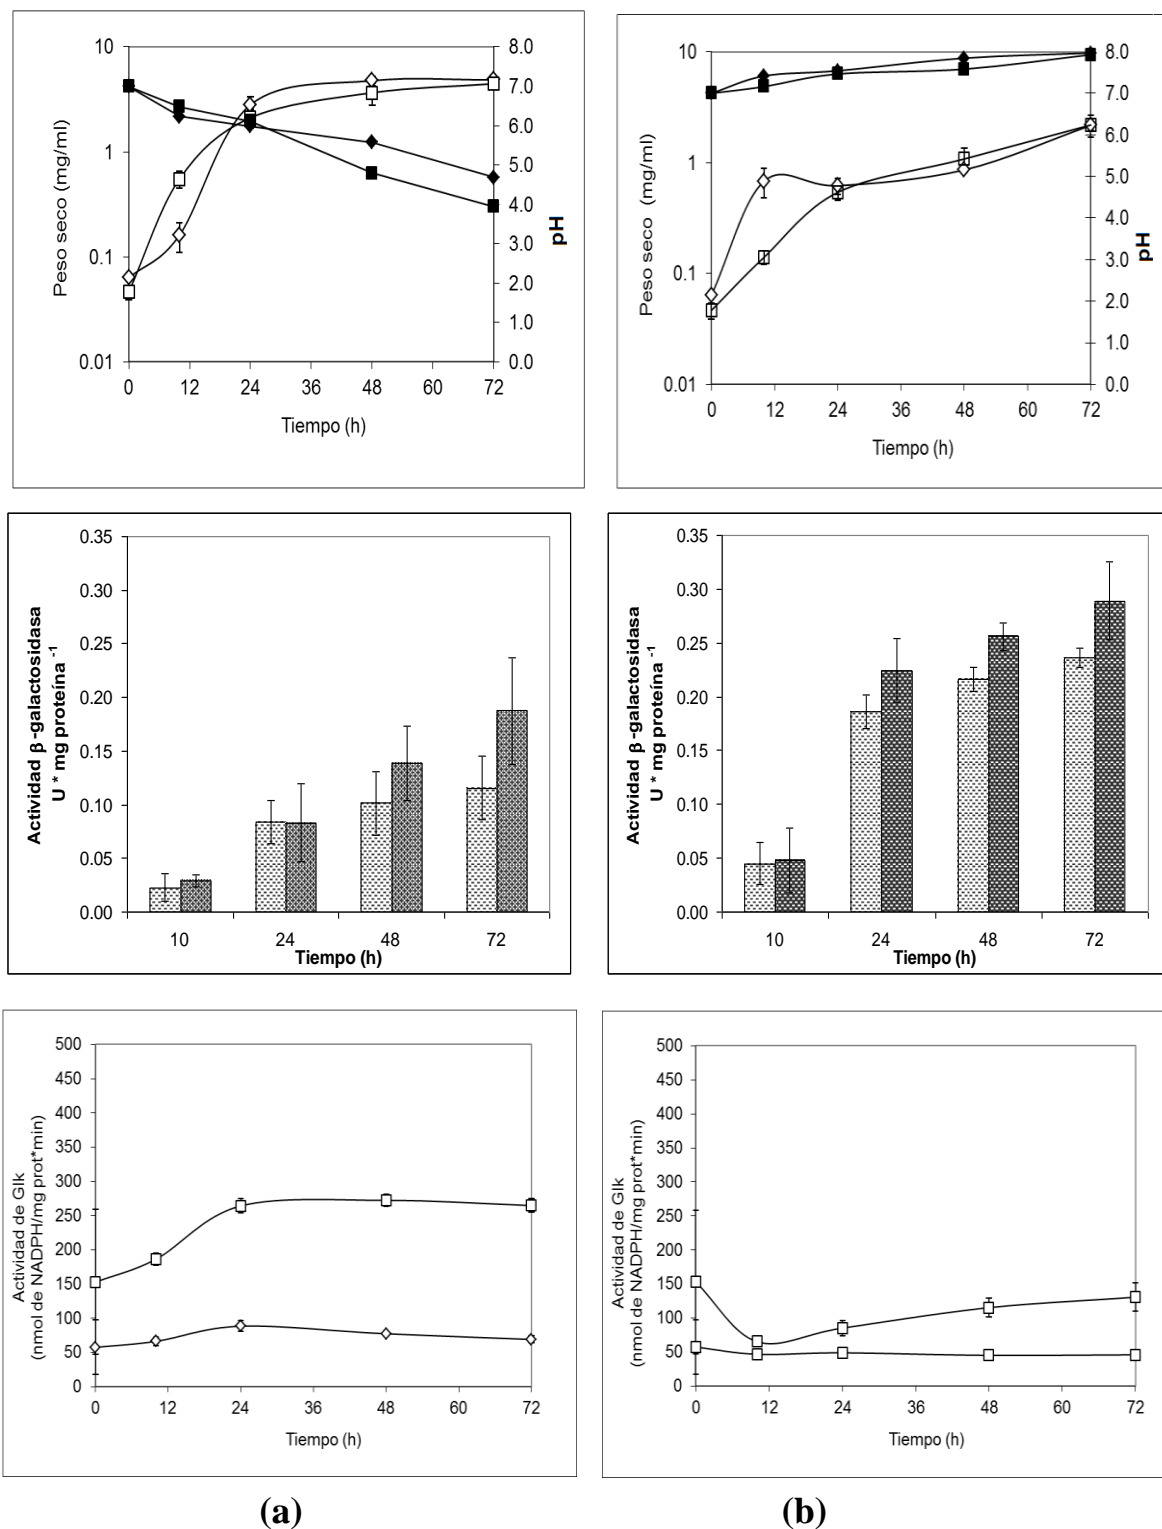 10
1
0.1
0.01
8.0
7.0
6.0
5.0
4.0
3.0
2.0
1.0
0.0
0 12 24 36 48 60 72
Peso seco (mg/ml)
pH
Tiempo (h)
10
1
0.1
0.01
8.0
7.0
6.0
5.0
4.0
3.0
2.0
1.0
0.0
0 12 24 36 48 60 72
Peso seco (mg/ml)
pH
Tiempo (h)
0.35
0.30
0.25
0.20
0.15
0.10
0.05
0.00
10 24 48 72
Actividad β -galactosidasa
U * mg proteína -1
Tiempo (h)
0.35
0.30
0.25
0.20
0.15
0.10
0.05
0.00
10 24 48 72
Actividad β -galactosidasa
U * mg proteína -1
Tiempo (h)
500
450
400
350
300
250
200
150
100
50
0
0 12 24 36 48 60 72
Actividad de Glk
(nmol de NADPH/mg prot*min)
Tiempo (h)
500
450
400
350
300
250
200
150
100
50
0
0 12 24 36 48 60 72
Actividad de Glk
(nmol de NADPH/mg prot*min)
Tiempo (h)
(a) (b)